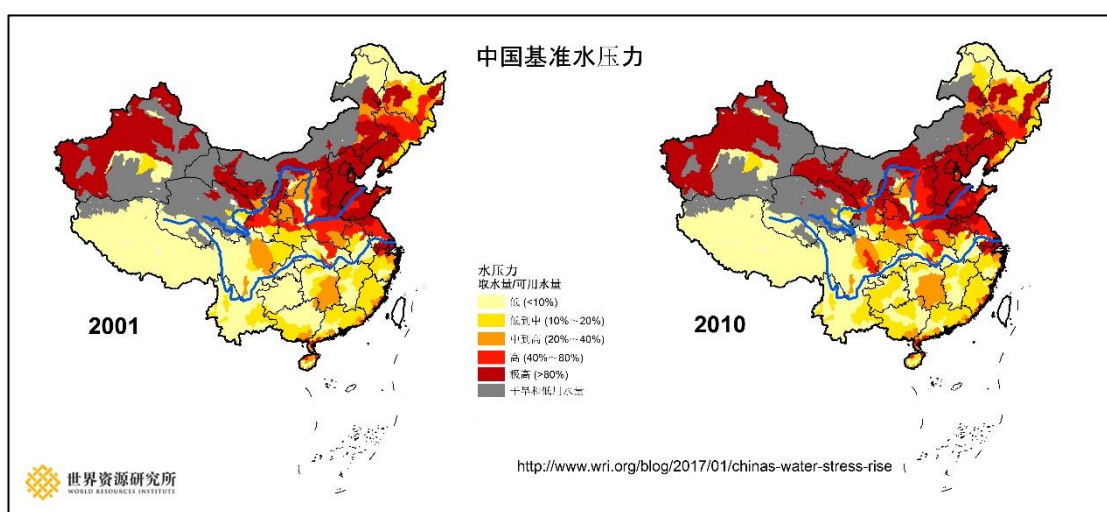 中国基准水压力
2001
2010
水压力
取水量/可用水量
低 (<10%)
低到中 (10%~20%)
中到高 (20%~40%)
高 (40%~80%)
极高 (>80%)
干旱和低用水量
http://www.wri.org/blog/2017/01/chinas-water-stress-rise
世界资源研究所
WORLD RESOURCES INSTITUTE